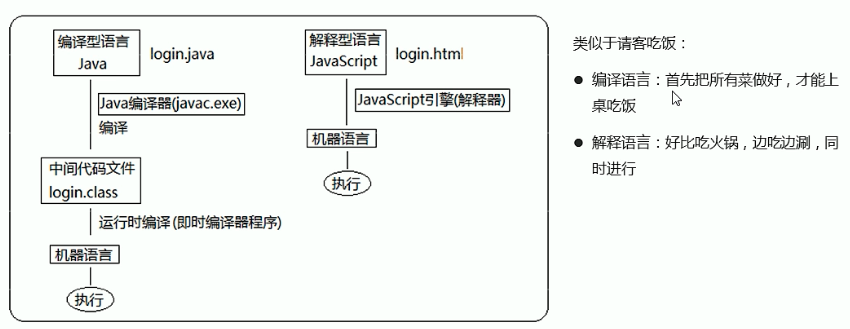 编译型语言
Java
login.java
Java编译器(javac.exe)
编译
中间代码文件
login.class
运行时编译(即时编译器程序)
机器语言
执行
解释型语言
JavaScript
login.html
JavaScript引擎(解释器)
机器语言
执行
类似于请客吃饭：
● 编译语言：首先把所有菜做好，才能上
桌吃饭
● 解释语言：好比吃火锅，边吃边涮，同
时进行